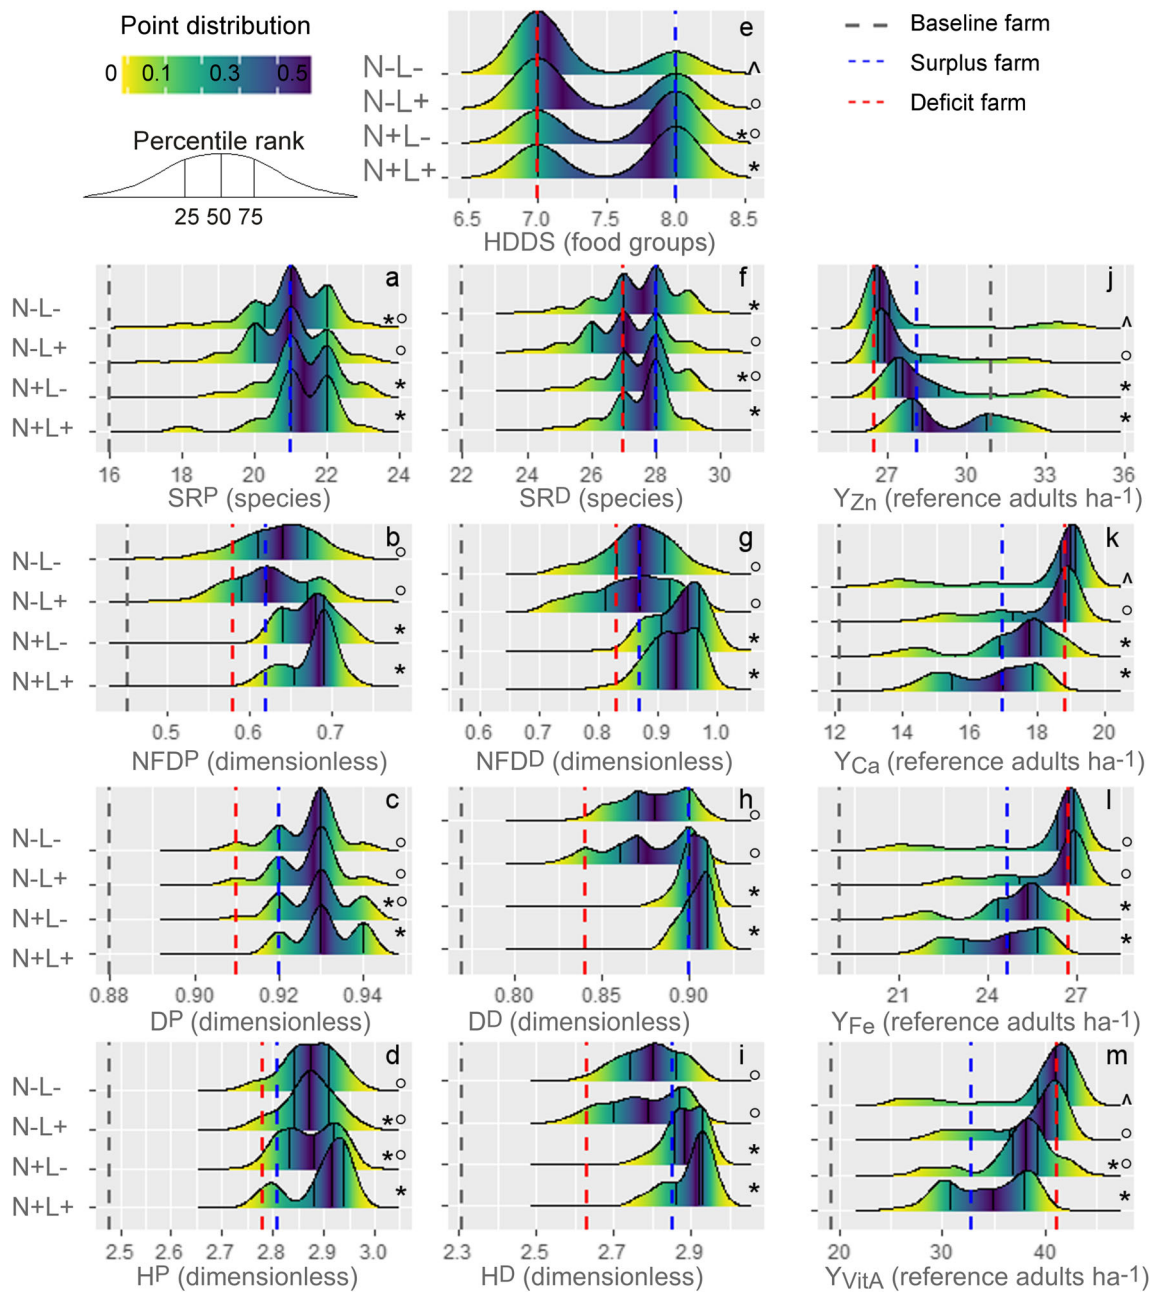 Point distribution
0 0.1 0.3 0.5
Percentile rank
25 50 75
e
N-L- ^
N-L+ °
N+L- *°
N+L+ *
6.5 7.0 7.5 8.0 8.5
HDDS (food groups)
Baseline farm
Surplus farm
Deficit farm
a
N-L- *°
N-L+ °
N+L- *
N+L+ *
16 18 20 22 24
SRP (species)
f
*
°
*°
*
22 24 26 28 30
SRD (species)
j
^
°
*
*
27 30 33 36
YZn (reference adults ha-1)
b
N-L- °
N-L+ °
N+L- *
N+L+ *
0.5 0.6 0.7
NFDP (dimensionless)
g
°
°
*
*
0.6 0.7 0.8 0.9 1.0
NFDD (dimensionless)
k
^
°
*
*
12 14 16 18 20
YCa (reference adults ha-1)
c
N-L- °
N-L+ °
N+L- *°
N+L+ *
0.88 0.90 0.92 0.94
DP (dimensionless)
h
°
°
*
*
0.80 0.85 0.90
DD (dimensionless)
l
°
°
*
*
21 24 27
YFe (reference adults ha-1)
d
N-L- °
N-L+ *°
N+L- *°
N+L+ *
2.5 2.6 2.7 2.8 2.9 3.0
HP (dimensionless)
i
°
°
*
*
2.3 2.5 2.7 2.9
HD (dimensionless)
m
^
°
*°
*
20 30 40
YVitA (reference adults ha-1)